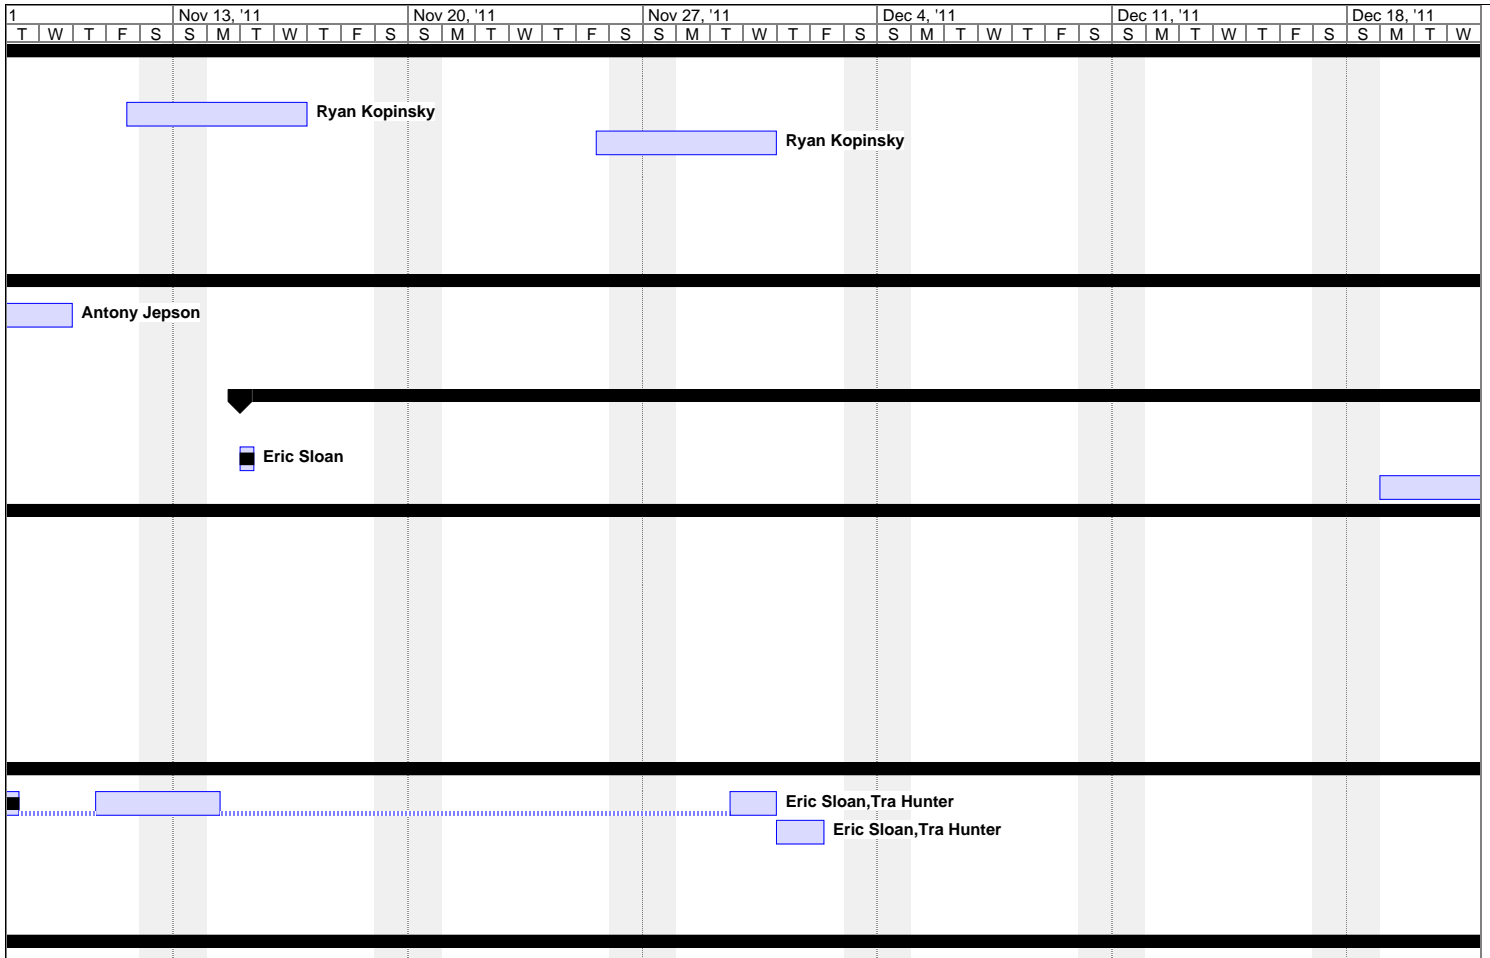 1 Nov 13, '11 Nov 20, '11 Nov 27, '11 Dec 4, '11 Dec 11, '11 Dec 18, '11
T W T F S S M T W T F S S M T W T F S S M T W T F S S M T W T F S S M T W T F S S M T W
Ryan Kopinsky
Ryan Kopinsky
Antony Jepson
Eric Sloan
Eric Sloan,Tra Hunter
Eric Sloan,Tra Hunter